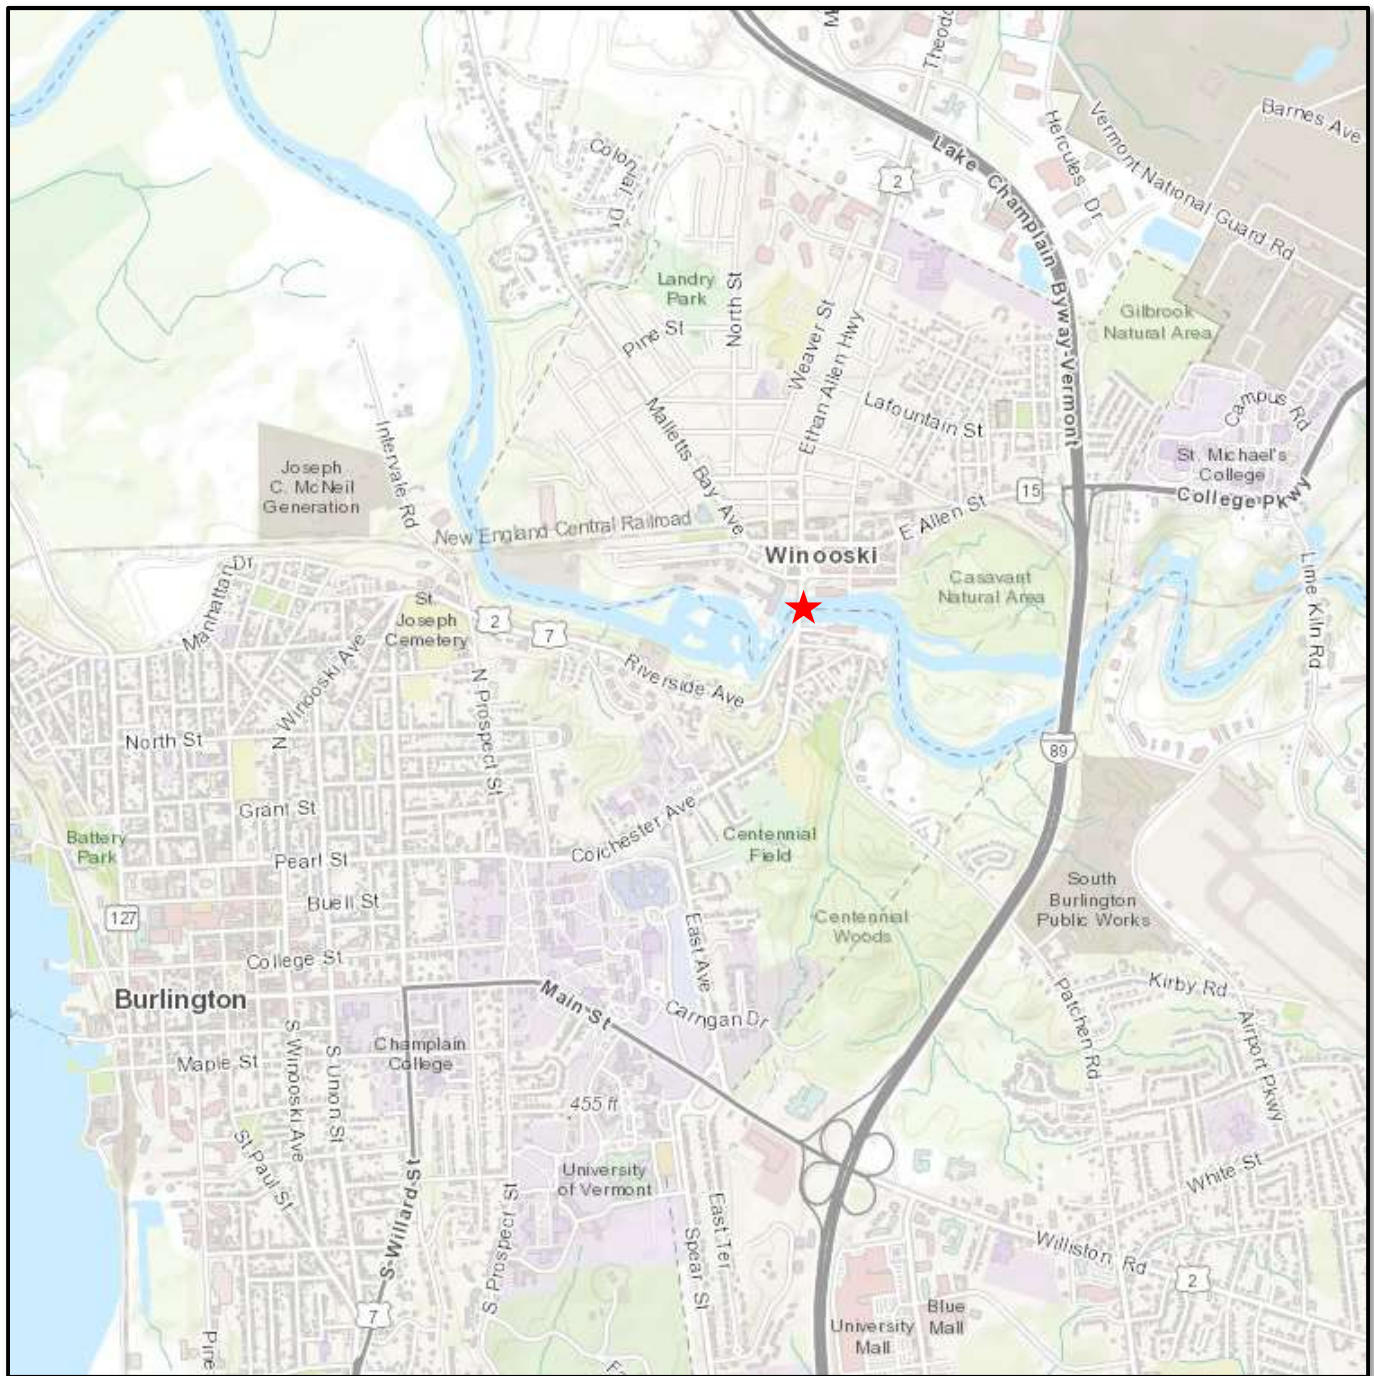 M
Theodo
Barnes Ave
Vermont National Guard Rd
Hercules Dr
Lake Champlain Byway-Vermont
Colonial Dr
2
Landry
Park
North St
Pine St
Weaver St
Ethan Allen Hwy
Gilbrook
Natural Area
Lafountain St
Campus Rd
Malletts Bay Ave
Intervale Rd
Joseph
C. McNeil
Generation
St. Michael's
College
College Pkwy
15
E Allen St
New England Central Railroad
Winooski
Casavant
Natural Area
Lime Kiln Rd
Manhattan Dr
St.
Joseph
Cemetery
2
7
Riverside Ave
N Winooski Ave
N Prospect St
North St
89
Grant St
Colchester Ave
Centennial
Field
Battery
Park
Pearl St
South
Burlington
Public Works
Buell St
127
Centennial
Woods
East Ave
College St
Kirby Rd
Burlington
Main St
Carngan Dr
Patchen Rd
Airport Pkwy
Maple St
S Winooski Ave
S Union St
Champlain
College
455 ft
St Paul St
University
of Vermont
White St
S Willard St
S Prospect St
East Ter
Spear St
Williston Rd
2
7
Blue
Mall
University
Mall
Pine